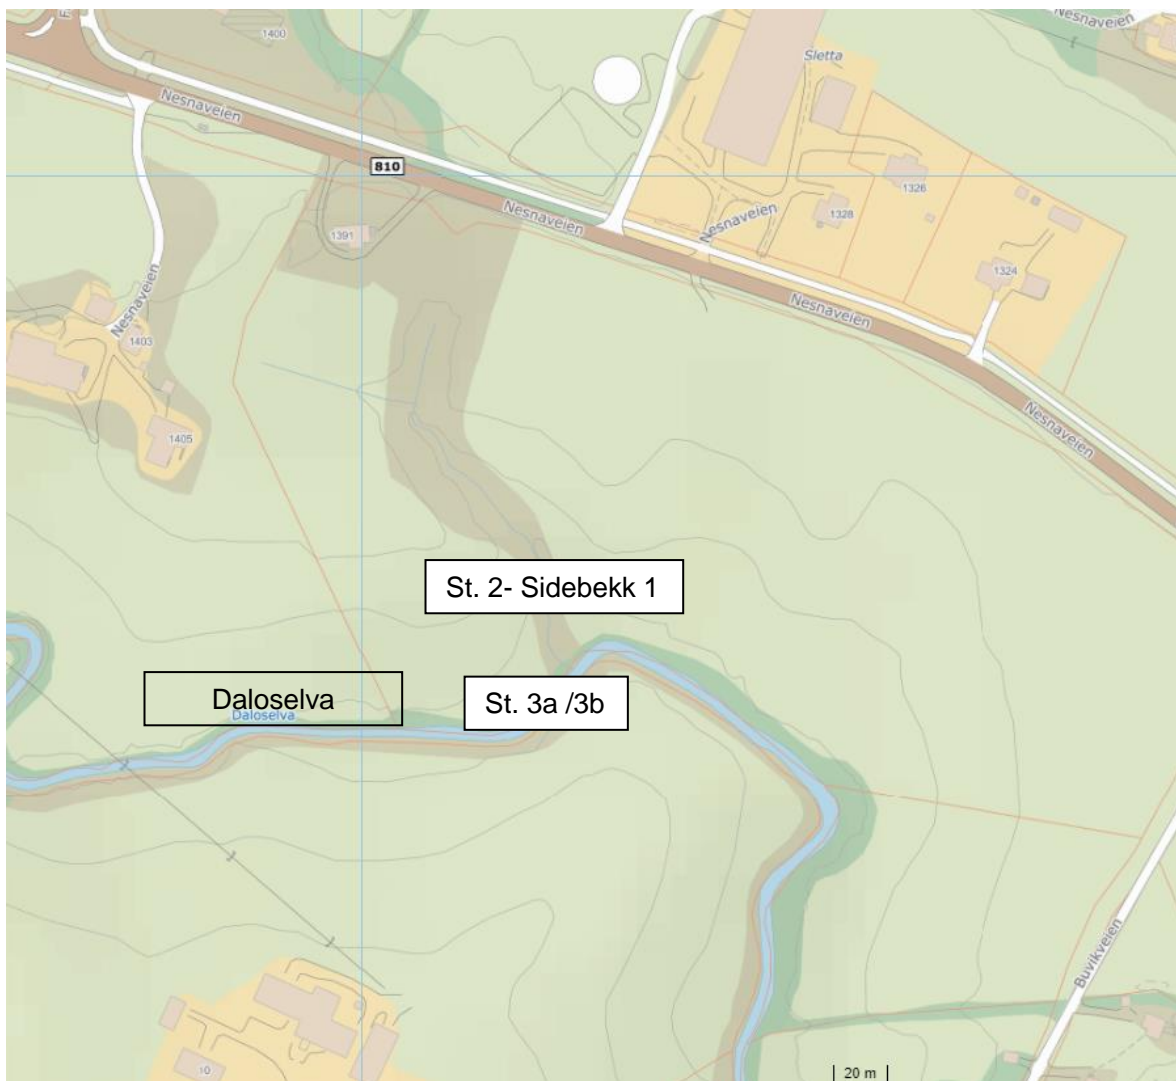 Nesnaveien
1400
Sletta
Nesnaveien
810
1326
Nesnaveien
1328
Nesnaveien
1391
1324
Nesnaveien
Nesnaveien
1403
Nesnaveien
1405
St. 2- Sidebekk 1
Daloselva
St. 3a /3b
Daloselva
Buvikveien
10
20 m